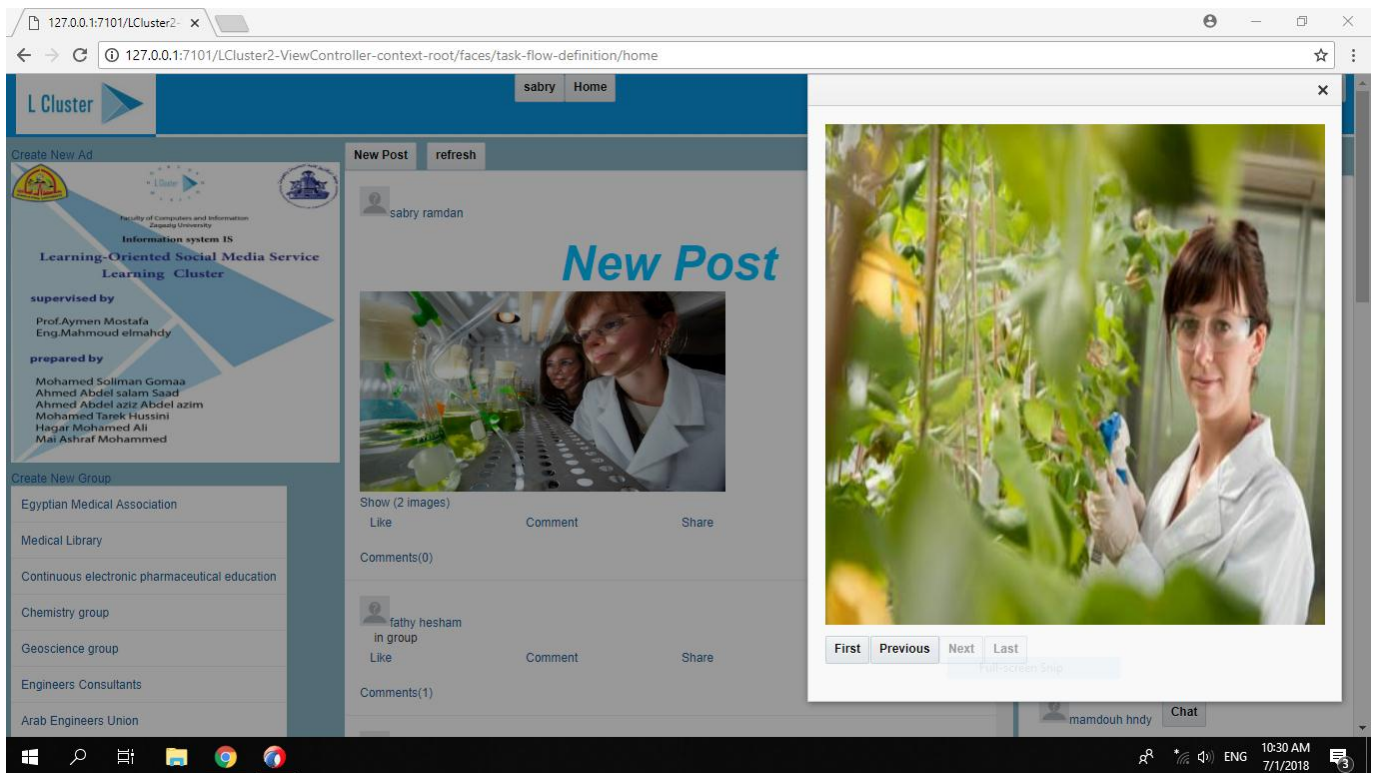 127.0.0.1:7101/LCluster2-
127.0.0.1:7101/LCluster2-ViewController-context-root/faces/task-flow-definition/home
L Cluster
sabry Home
Create New Ad
L Cluster
Faculty of Computers and Information
Zagazig University
Information system IS
Learning-Oriented Social Media Service
Learning Cluster
supervised by
Prof.Aymen Mostafa
Eng.Mahmoud elmahdy
prepared by
Mohamed Soliman Gomaa
Ahmed Abdel salam Saad
Ahmed Abdel aziz Abdel azim
Mohamed Tarek Hussini
Hagar Mohamed Ali
Mai Ashraf Mohammed
Create New Group
Egyptian Medical Association
Medical Library
Continuous electronic pharmaceutical education
Chemistry group
Geoscience group
Engineers Consultants
Arab Engineers Union
New Post refresh
sabry ramdan
New Post
Show (2 images)
Like Comment Share
Comments(0)
fathy hesham
in group
Like Comment Share
Comments(1)
First Previous Next Last
Full-screen Snip
mamdouh hndy Chat
ENG
10:30 AM
7/1/2018
3